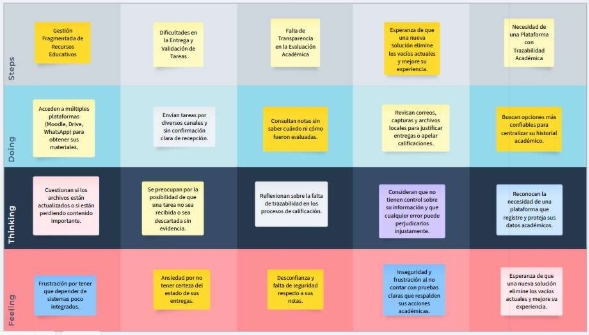 Steps
Gestión
Fragmentada de
Recursos
Educativos
Dificultades en
la Entrega y
Validación de
Tareas.
Falta de
Transparencia
en la Evaluación
Académica
Esperanza de que
una nueva
solución elimine
los vacíos actuales
y mejore su
experiencia.
Necesidad de
una Plataforma
con
Trazabilidad
Académica
Doing
Acceden a múltiples
plataformas
(Moodle, Drive,
WhatsApp) para
obtener sus
materiales.
Envían tareas por
diversos canales y sin
confirmación
clara de recepción.
Consultan notas sin
saber cuándo ni cómo
fueron evaluadas.
Revisan correos,
capturas y archivos
locales para justificar
entregas o apelar
calificaciones.
Buscan opciones más
confiables para
centralizar su historial
académico.
Thinking
Cuestionan si los
archivos están
actualizados o si están
perdiendo contenido
importante.
Se preocupan por la
posibilidad de que
una tarea no sea
recibida o sea
descartada sin
evidencia.
Reflexionan sobre la falta
de trazabilidad en los
procesos de calificación.
Consideran que no
tienen control sobre
su información y que
cualquier error puede
perjudicarlos
injustamente.
Reconocen la
necesidad de una
plataforma que
registre y proteja sus
datos académicos.
Feeling
Frustración por tener
que depender de
sistemas poco
integrados.
Ansiedad por no
tener certeza del
estado de sus
entregas.
Desconfianza y
falta de seguridad
respecto a sus
notas.
Inseguridad y
frustración al no
contar con pruebas
claras que respalden
sus acciones
académicas.
Esperanza de que
una nueva solución
elimine los vacíos
actuales y mejore su
experiencia.